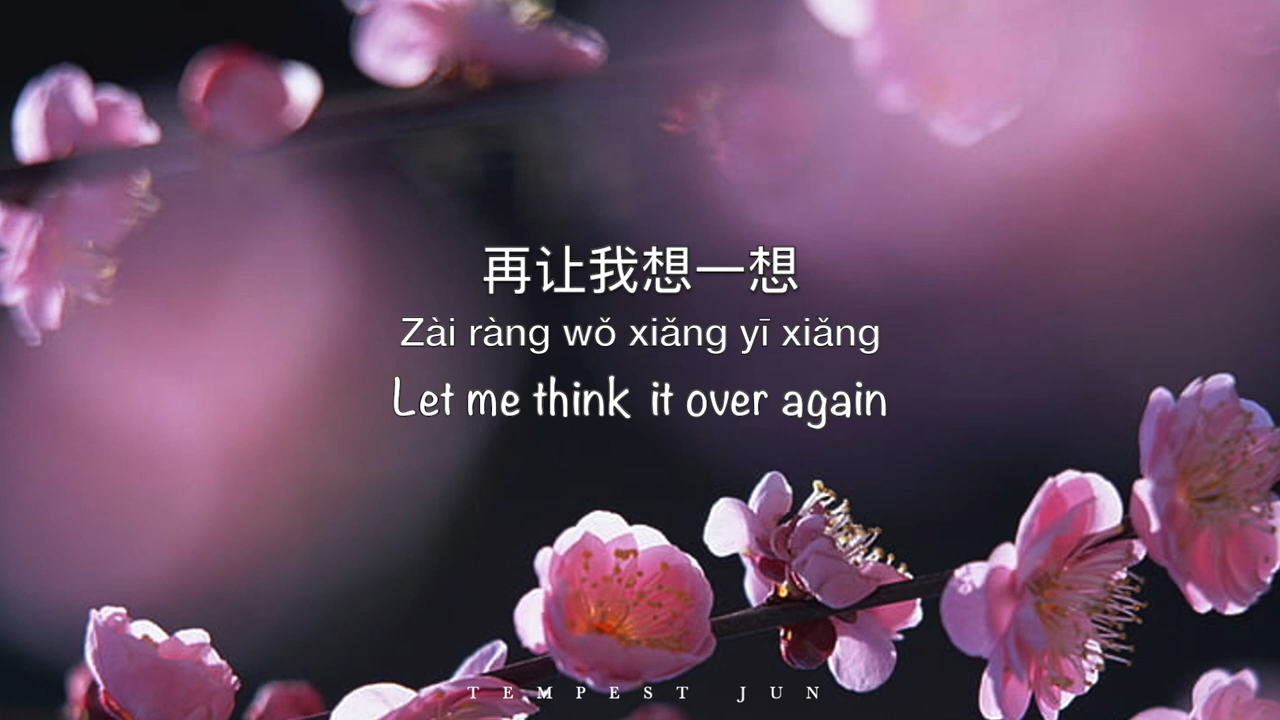 再让我想一想
Zài ràng wǒ xiǎng yī xiǎng
Let me think it over again
TEMPEST JUN